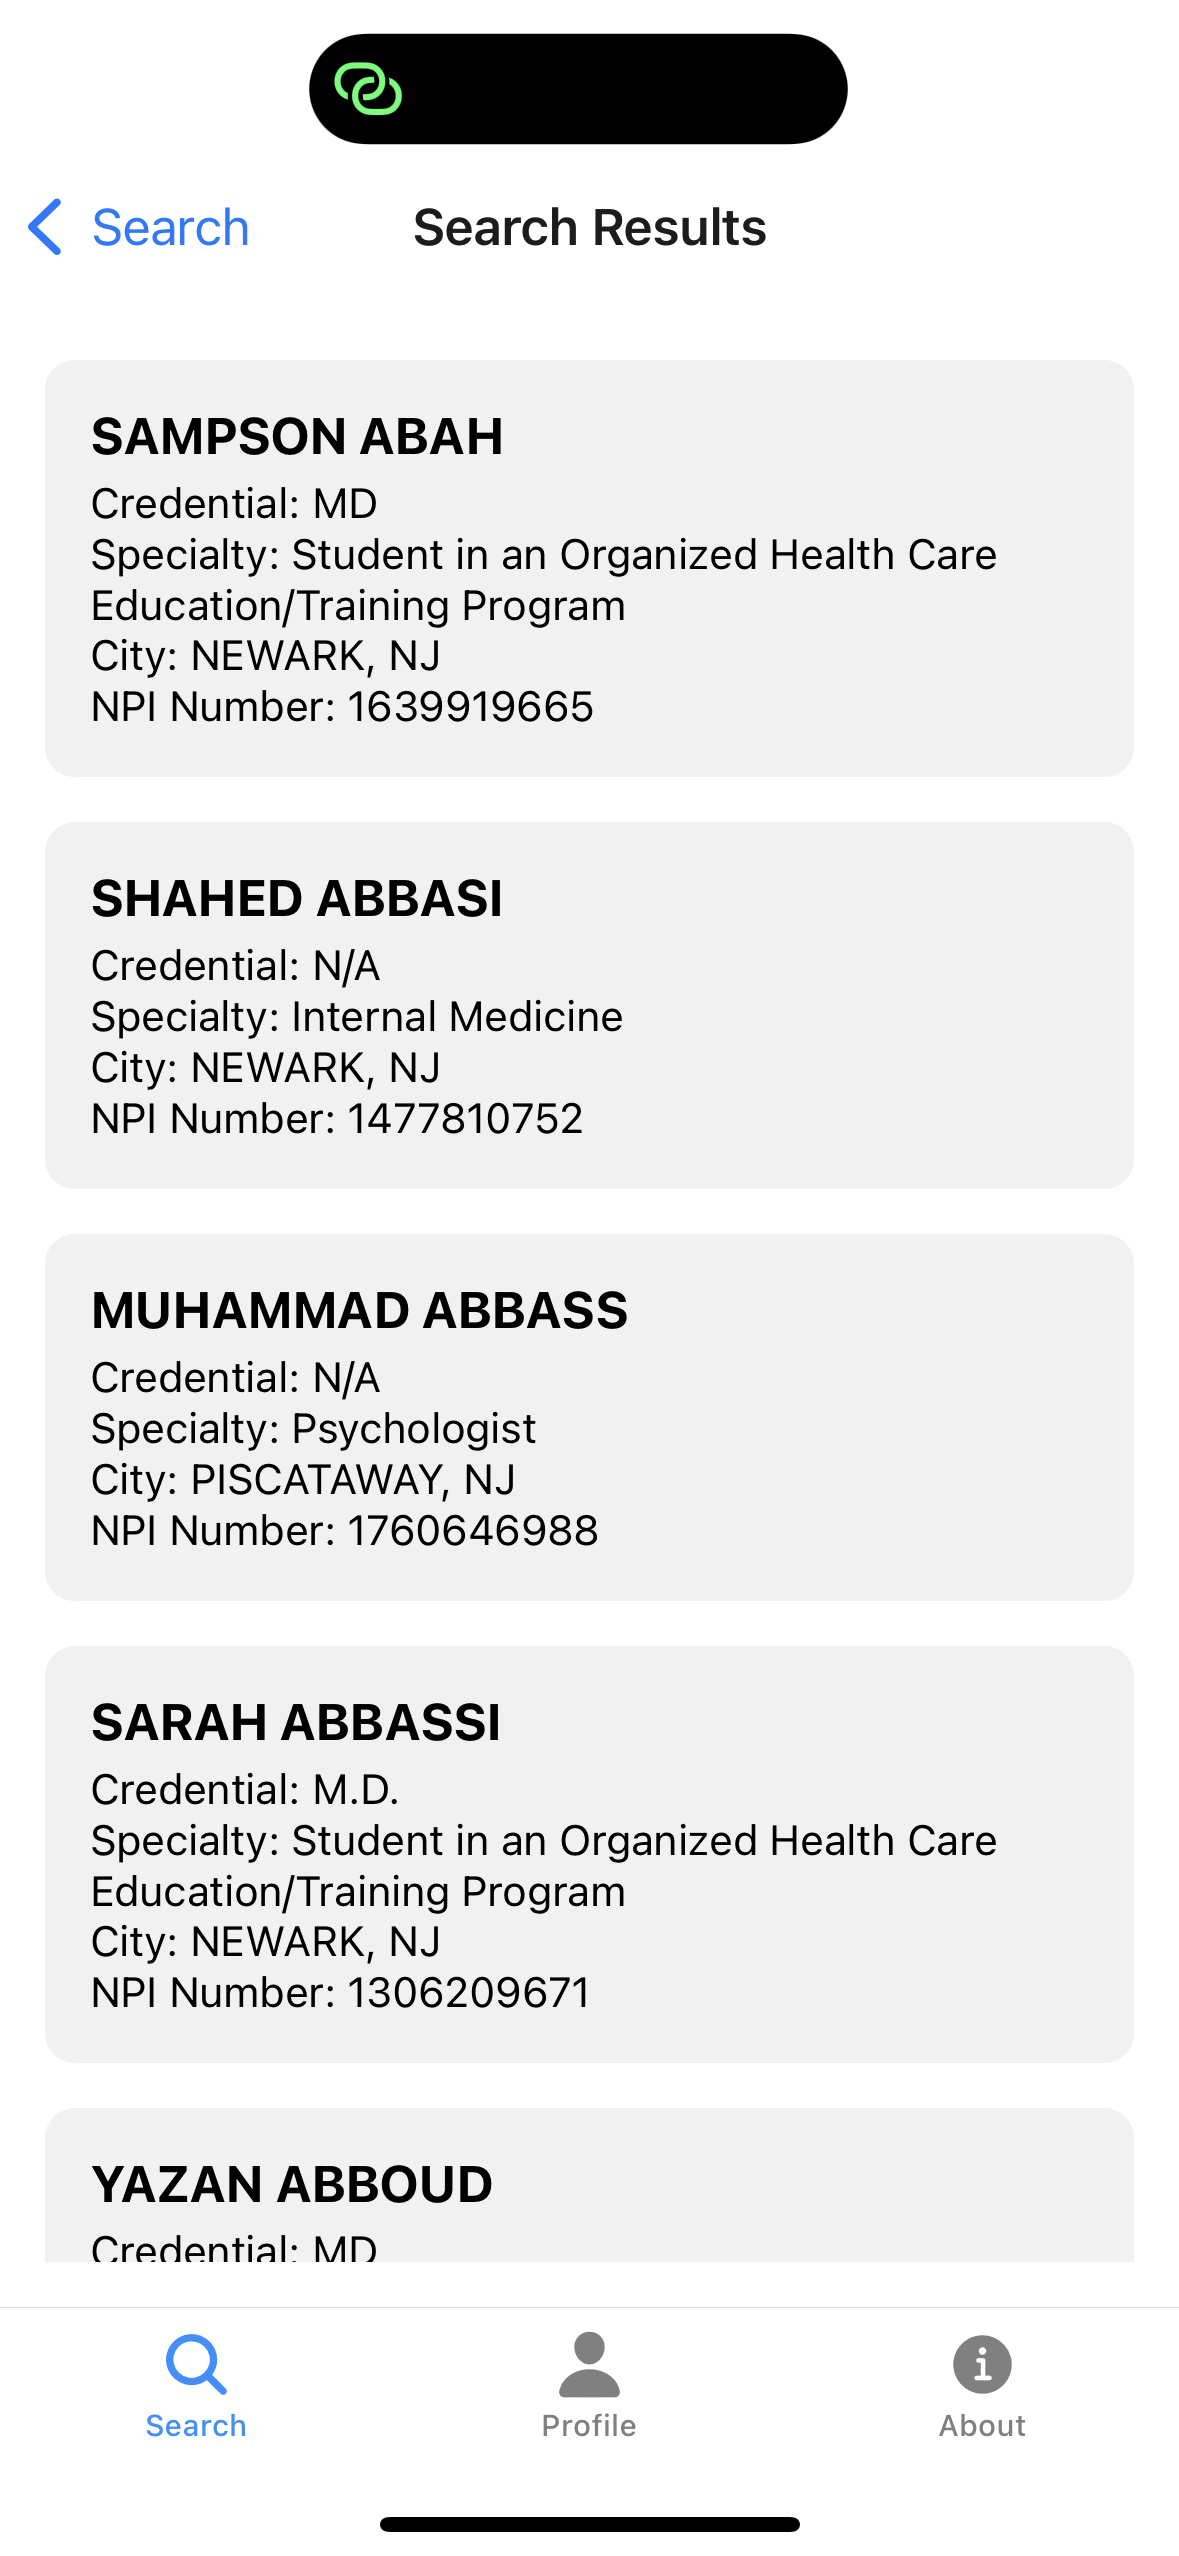 Search
Search Results
SAMPSON ABAH
Credential: MD
Specialty: Student in an Organized Health Care
Education/Training Program
City: NEWARK, NJ
NPI Number: 1639919665
SHAHED ABBASI
Credential: N/A
Specialty: Internal Medicine
City: NEWARK, NJ
NPI Number: 1477810752
MUHAMMAD ABBASS
Credential: N/A
Specialty: Psychologist
City: PISCATAWAY, NJ
NPI Number: 1760646988
SARAH ABBASSI
Credential: M.D.
Specialty: Student in an Organized Health Care
Education/Training Program
City: NEWARK, NJ
NPI Number: 1306209671
YAZAN ABBOUD
Credential: MD
Search
Profile
About